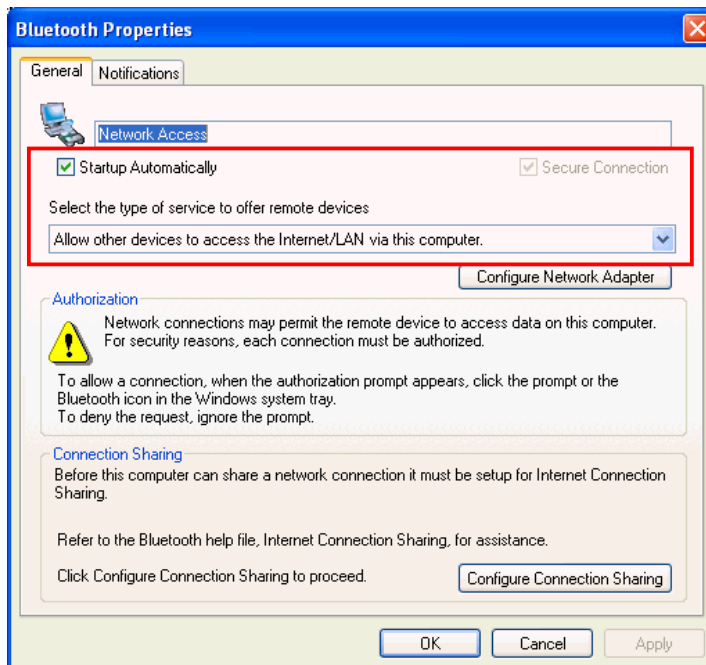 Bluetooth Properties
General
Notifications
Network Access
Startup Automatically
Secure Connection
Select the type of service to offer remote devices
Allow other devices to access the Internet/LAN via this computer.
Configure Network Adapter
Authorization
Network connections may permit the remote device to access data on this computer.
For security reasons, each connection must be authorized.
To allow a connection, when the authorization prompt appears, click the prompt or the
Bluetooth icon in the Windows system tray.
To deny the request, ignore the prompt.
Connection Sharing
Before this computer can share a network connection it must be setup for Internet Connection
Sharing.
Refer to the Bluetooth help file, Internet Connection Sharing, for assistance.
Click Configure Connection Sharing to proceed.
Configure Connection Sharing
OK
Cancel
Apply